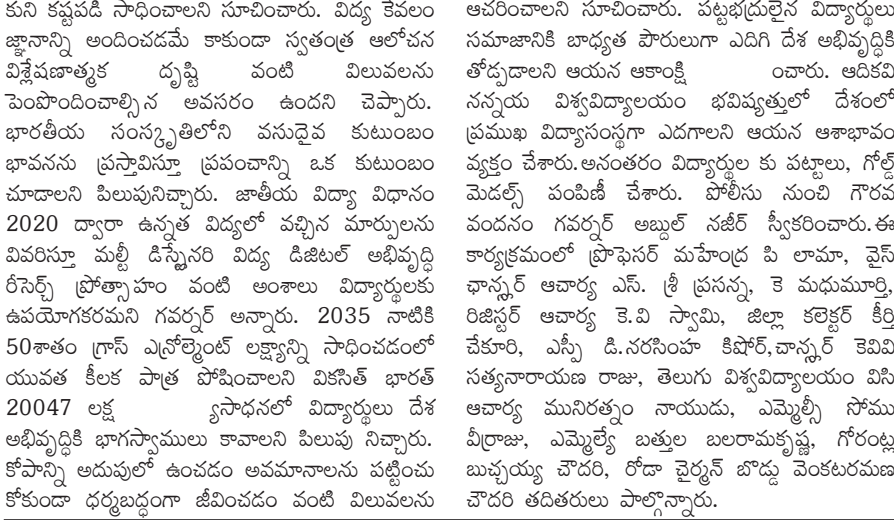 కుని కష్టపడి సాధించాలని సూచించారు. విద్య కేవలం
జ్ఞానాన్ని అందించడమే కాకుండా స్వతంత్ర ఆలోచన
విశ్లేషణాత్మక దృష్టి వంటి విలువలను
పెంపొందించాల్సిన అవసరం ఉందని చెప్పారు.
భారతీయ సంస్కృతిలోని వసుదైవ కుటుంబం
భావనను ప్రస్తావిస్తూ ప్రపంచాన్ని ఒక కుటుంబం
చూడాలని పిలుపునిచ్చారు. జాతీయ విద్యా విధానం
2020 ద్వారా ఉన్నత విద్యలో వచ్చిన మార్పులను
వివరిస్తూ మల్టీ డిస్ప్లేనరి విద్య డిజిటల్ అభివృద్ధి
రీసెర్చ్ ప్రోత్సాహం వంటి అంశాలు విద్యార్థులకు
ఉపయోగకరమని గవర్నర్ అన్నారు. 2035 నాటికి
50శాతం గ్రాస్ ఎన్రోల్మెంట్ లక్ష్యాన్ని సాధించడంలో
యువత కీలక పాత్ర పోషించాలని వికసిత్ భారత్
20047 లక్ష ్యసాధనలో విద్యార్థులు దేశ
అభివృద్ధికి భాగస్వాములు కావాలని పిలుపు నిచ్చారు.
కోపాన్ని అదుపులో ఉంచడం అవమానాలను పట్టించు
కోకుండా ధర్మబద్ధంగా జీవించడం వంటి విలువలను
ఆచరించాలని సూచించారు. పట్టభద్రులైన విద్యార్థులు
సమాజానికి బాధ్యత పౌరులుగా ఎదిగి దేశ అభివృద్ధికి
తోడ్పడాలని ఆయన ఆకాంక్షి ంచారు. ఆదికవి
నన్నయ విశ్వవిద్యాలయం భవిష్యత్తులో దేశంలో
ప్రముఖ విద్యాసంస్థగా ఎదగాలని ఆయన ఆశాభావం
వ్యక్తం చేశారు.అనంతరం విద్యార్థుల కు పట్టాలు, గోల్డ్
మెడల్స్ పంపిణీ చేశారు. పోలీసు నుంచి గౌరవ
వందనం గవర్నర్ అబ్దుల్ నజీర్ స్వీకరించారు.ఈ
కార్యక్రమంలో ప్రొఫెసర్ మహేంద్ర పి లామా, వైస్
ఛాన్స్లర్ ఆచార్య ఎస్. శ్రీ ప్రసన్న, కె మధుమూర్తి,
రిజిస్టర్ ఆచార్య కె.వి స్వామి, జిల్లా కలెక్టర్ కీర్తి
చేకూరి, ఎస్పీ డి.నరసింహ కిషోర్,చాన్స్లర్ కెవివి
సత్యనారాయణ రాజు, తెలుగు విశ్వవిద్యాలయం విసి
ఆచార్య మునిరత్నం నాయుడు, ఎమ్మెల్సీ సోము
వీర్రాజు, ఎమ్మెల్యే బత్తుల బలరామకృష్ణ, గోరంట్ల
బుచ్చయ్య చౌదరి, రోడా చైర్మన్ బొడ్డు వెంకటరమణ
చౌదరి తదితరులు పాల్గొన్నారు.